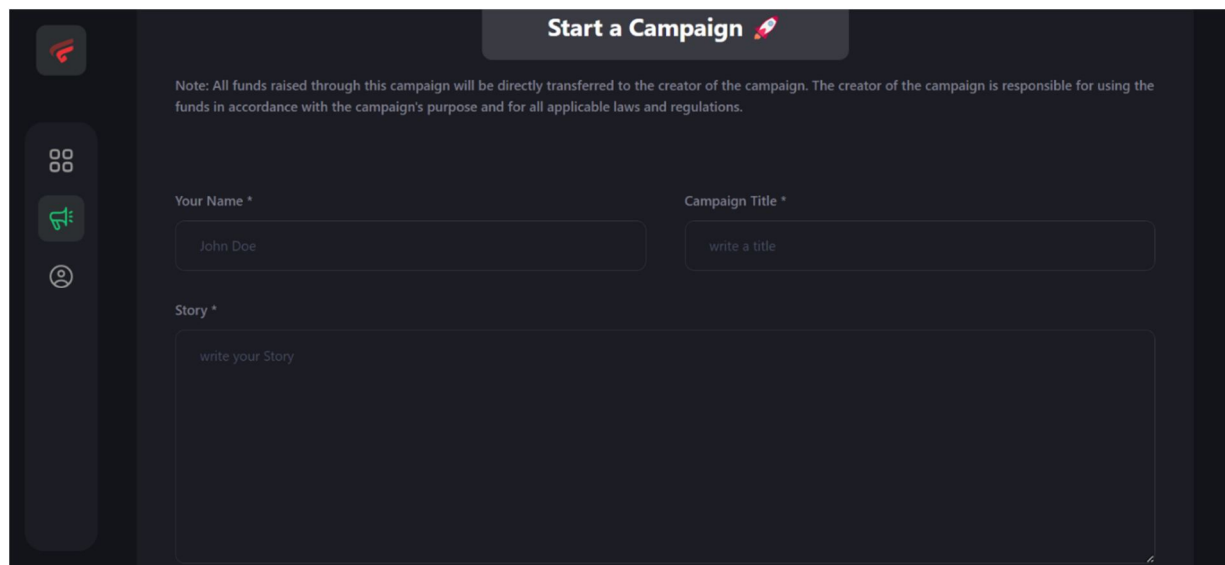 Start a Campaign 🚀
Note: All funds raised through this campaign will be directly transferred to the creator of the campaign. The creator of the campaign is responsible for using the
funds in accordance with the campaign's purpose and for all applicable laws and regulations.
Your Name *
Campaign Title *
John Doe
write a title
Story *
write your Story